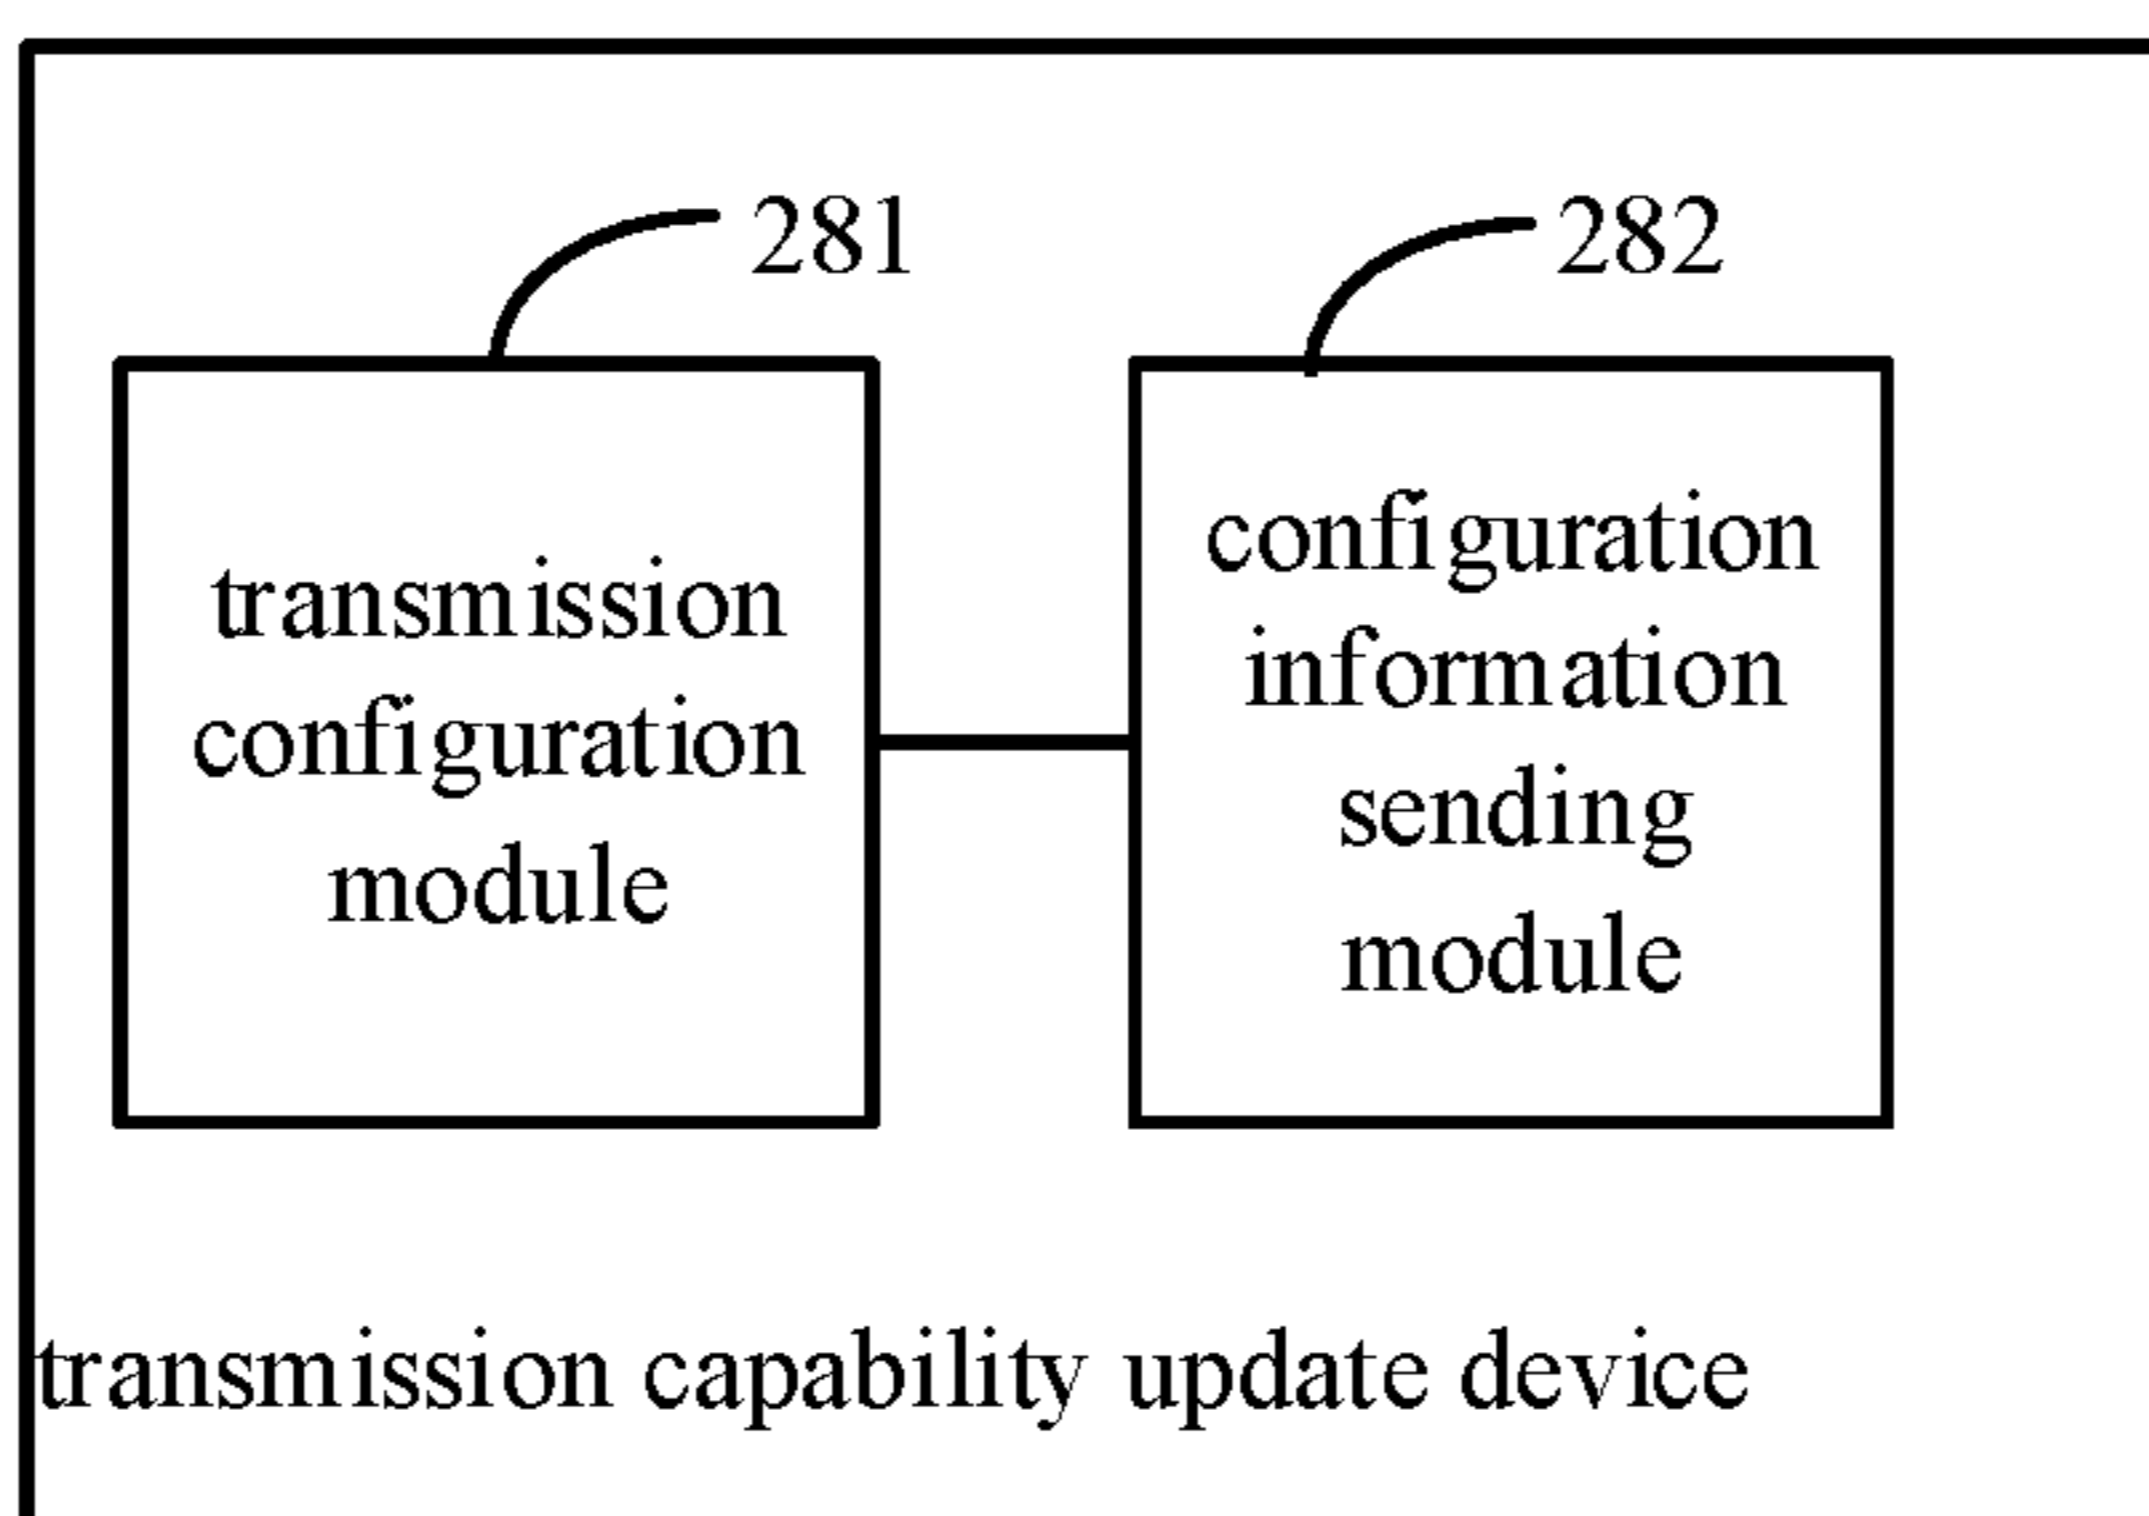 281
282
transmission
configuration
module
configuration
information
sending
module
transmission capability update device